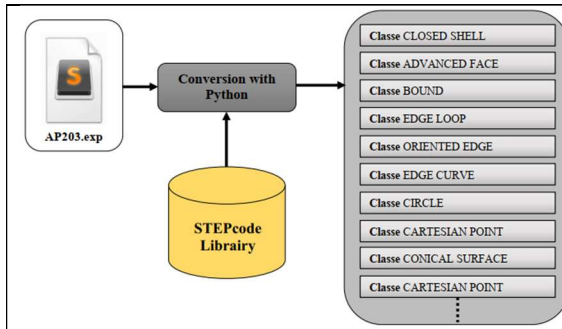 S
AP203.exp
Conversion with
Python
STEPcode
Librairy
Classe CLOSED SHELL
Classe ADVANCED FACE
Classe BOUND
Classe EDGE LOOP
Classe ORIENTED EDGE
Classe EDGE CURVE
Classe CIRCLE
Classe CARTESIAN POINT
Classe CONICAL SURFACE
Classe CARTESIAN POINT